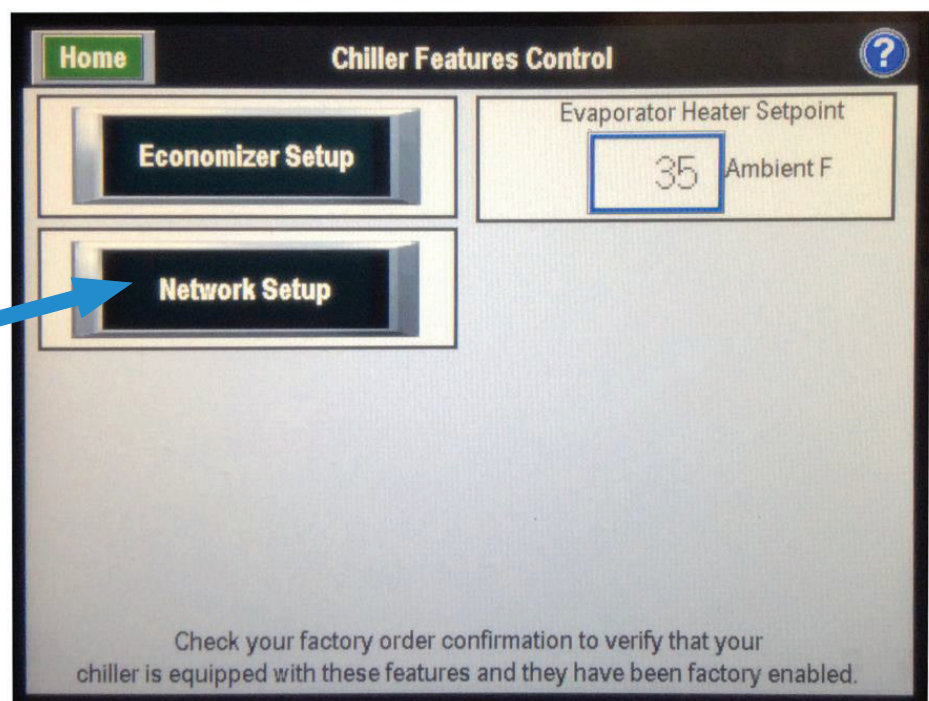 Home
Chiller Features Control
?
Economizer Setup
Evaporator Heater Setpoint
35 Ambient F
Network Setup
Check your factory order confirmation to verify that your
chiller is equipped with these features and they have been factory enabled.